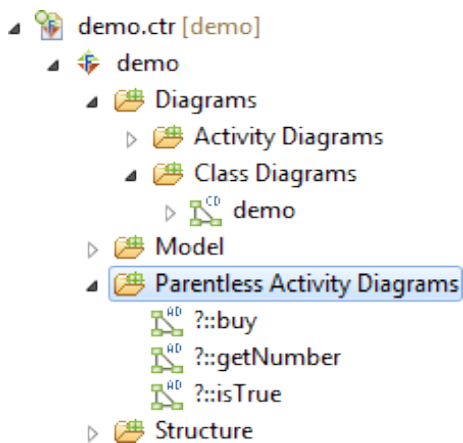 demo.ctr [demo]
demo
Diagrams
Activity Diagrams
Class Diagrams
CD demo
Model
Parentless Activity Diagrams
AD ?::buy
AD ?::getNumber
AD ?::isTrue
Structure